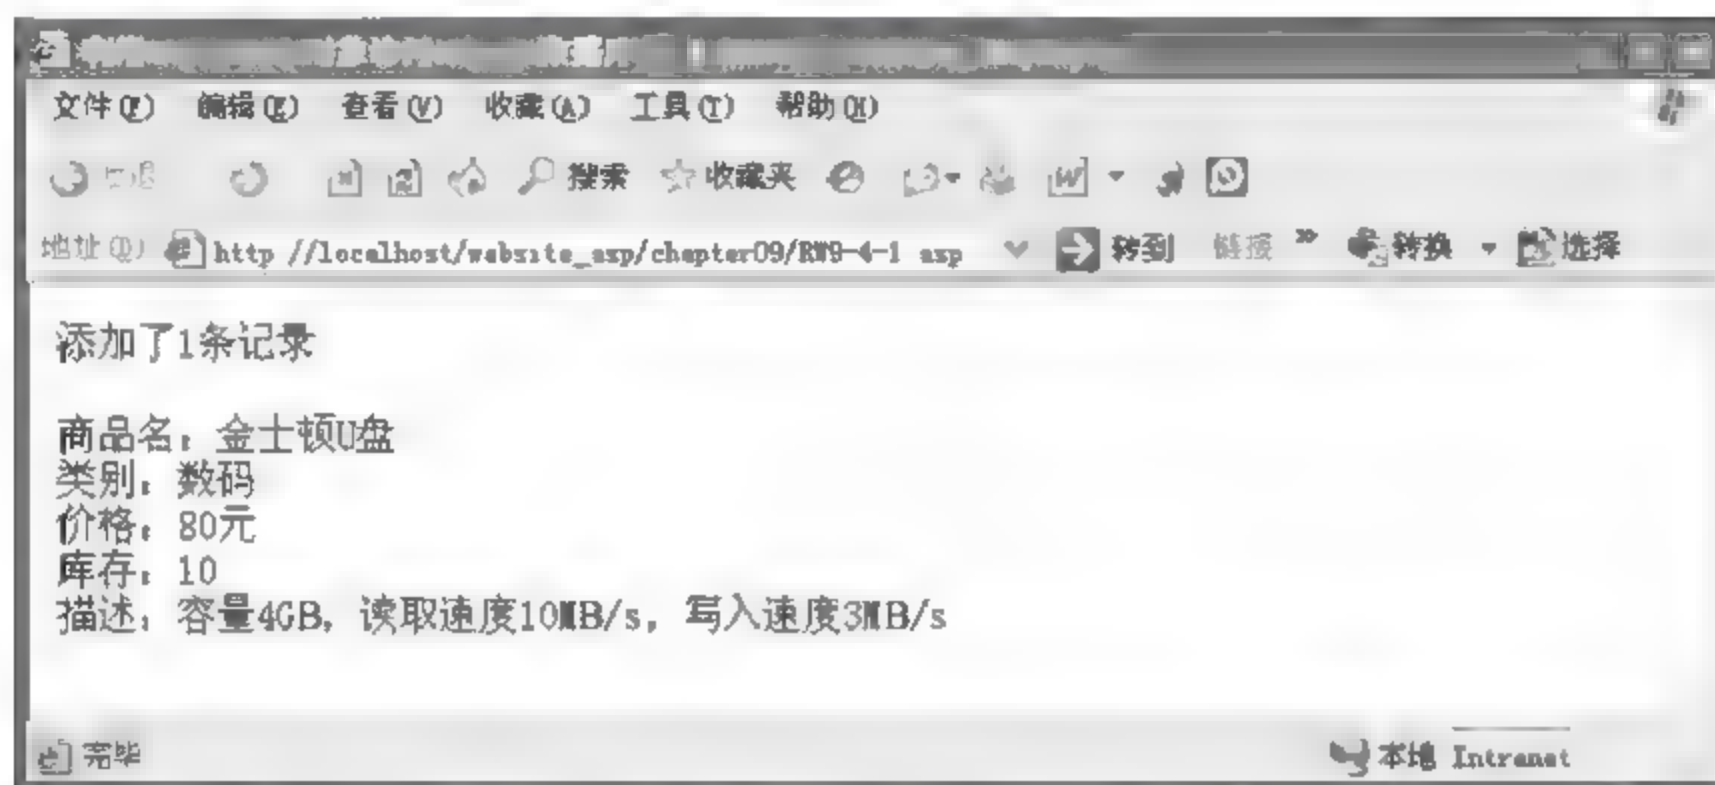 文件(F) 编辑(E) 查看(V) 收藏(A) 工具(T) 帮助(H)
搜索 收藏夹
地址(D) http //localhost/website_asp/chapter09/RW9-4-1 asp 转到 链接 » 转换 选择
添加了1条记录
商品名：金士顿U盘
类别：数码
价格：80元
库存：10
描述：容量4GB，读取速度10MB/s，写入速度3MB/s
完毕 本地 Intranet